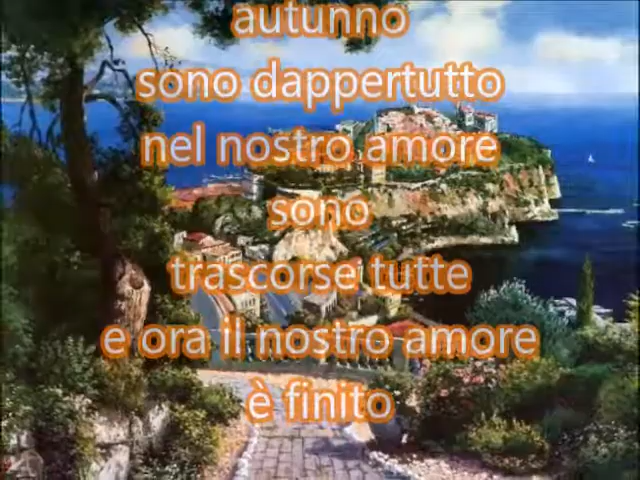 autunno
sono dappertutto
nel nostro amore
sono
trascorse tutte
e ora il nostro amore
è finito